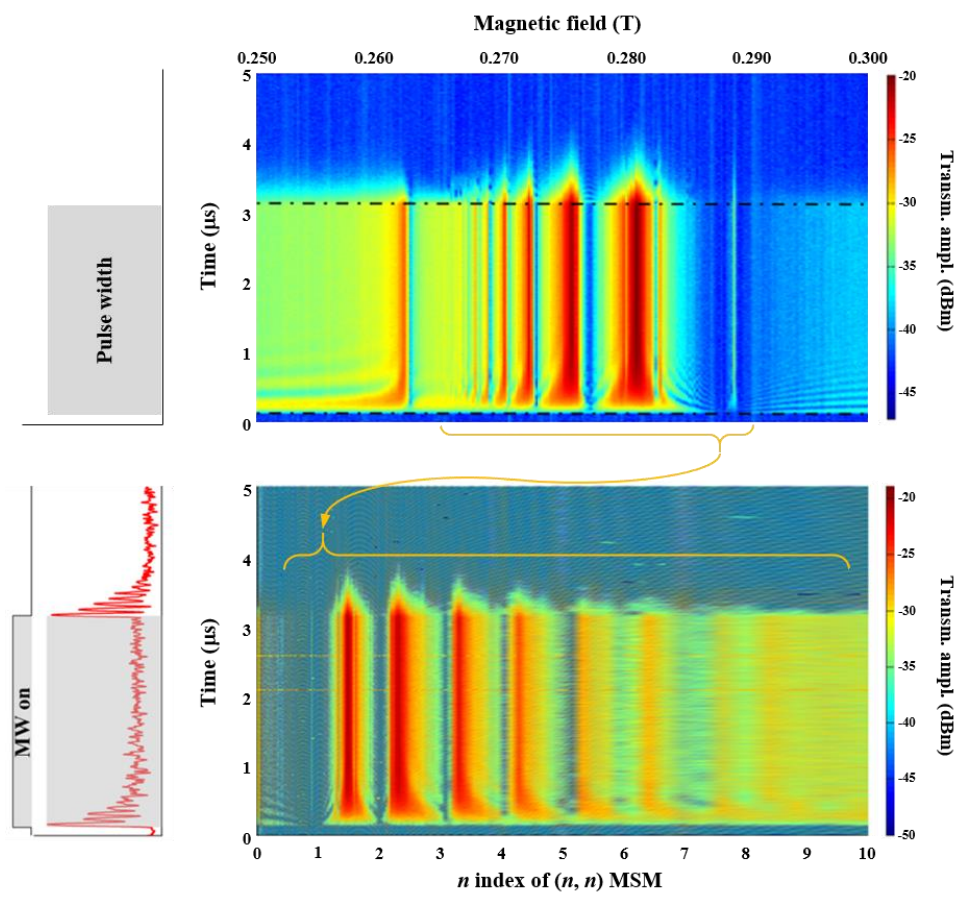 Magnetic field (T)
0.250 0.260 0.270 0.280 0.290 0.300
5
4
3
2
1
0
Time (μs)
Pulse width
-20
-25
-30
-35
-40
-45
Transm. ampl. (dBm)
5
4
3
2
1
0
Time (μs)
MW on
-20
-25
-30
-35
-40
-45
-50
Transm. ampl. (dBm)
0 1 2 3 4 5 6 7 8 9 10
n index of (n, n) MSM